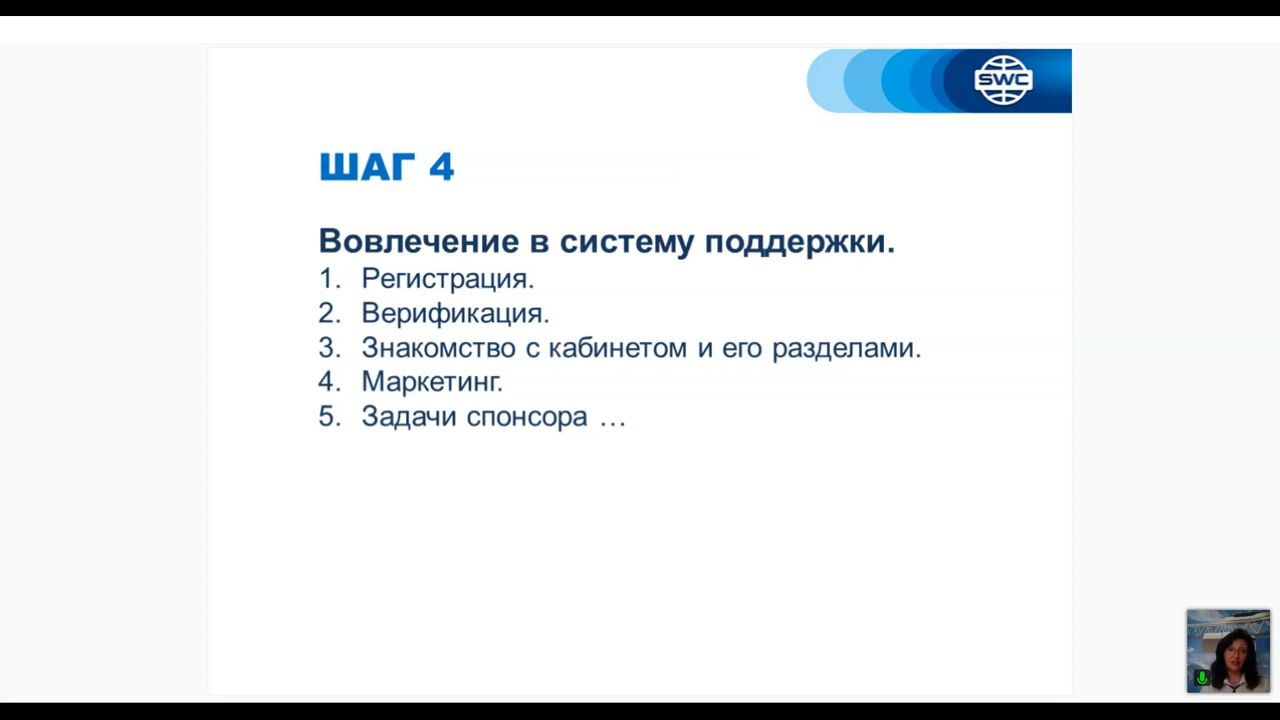 SWC
ШАГ 4
Вовлечение в систему поддержки.
1. Регистрация.
2. Верификация.
3. Знакомство с кабинетом и его разделами.
4. Маркетинг.
5. Задачи спонсора …